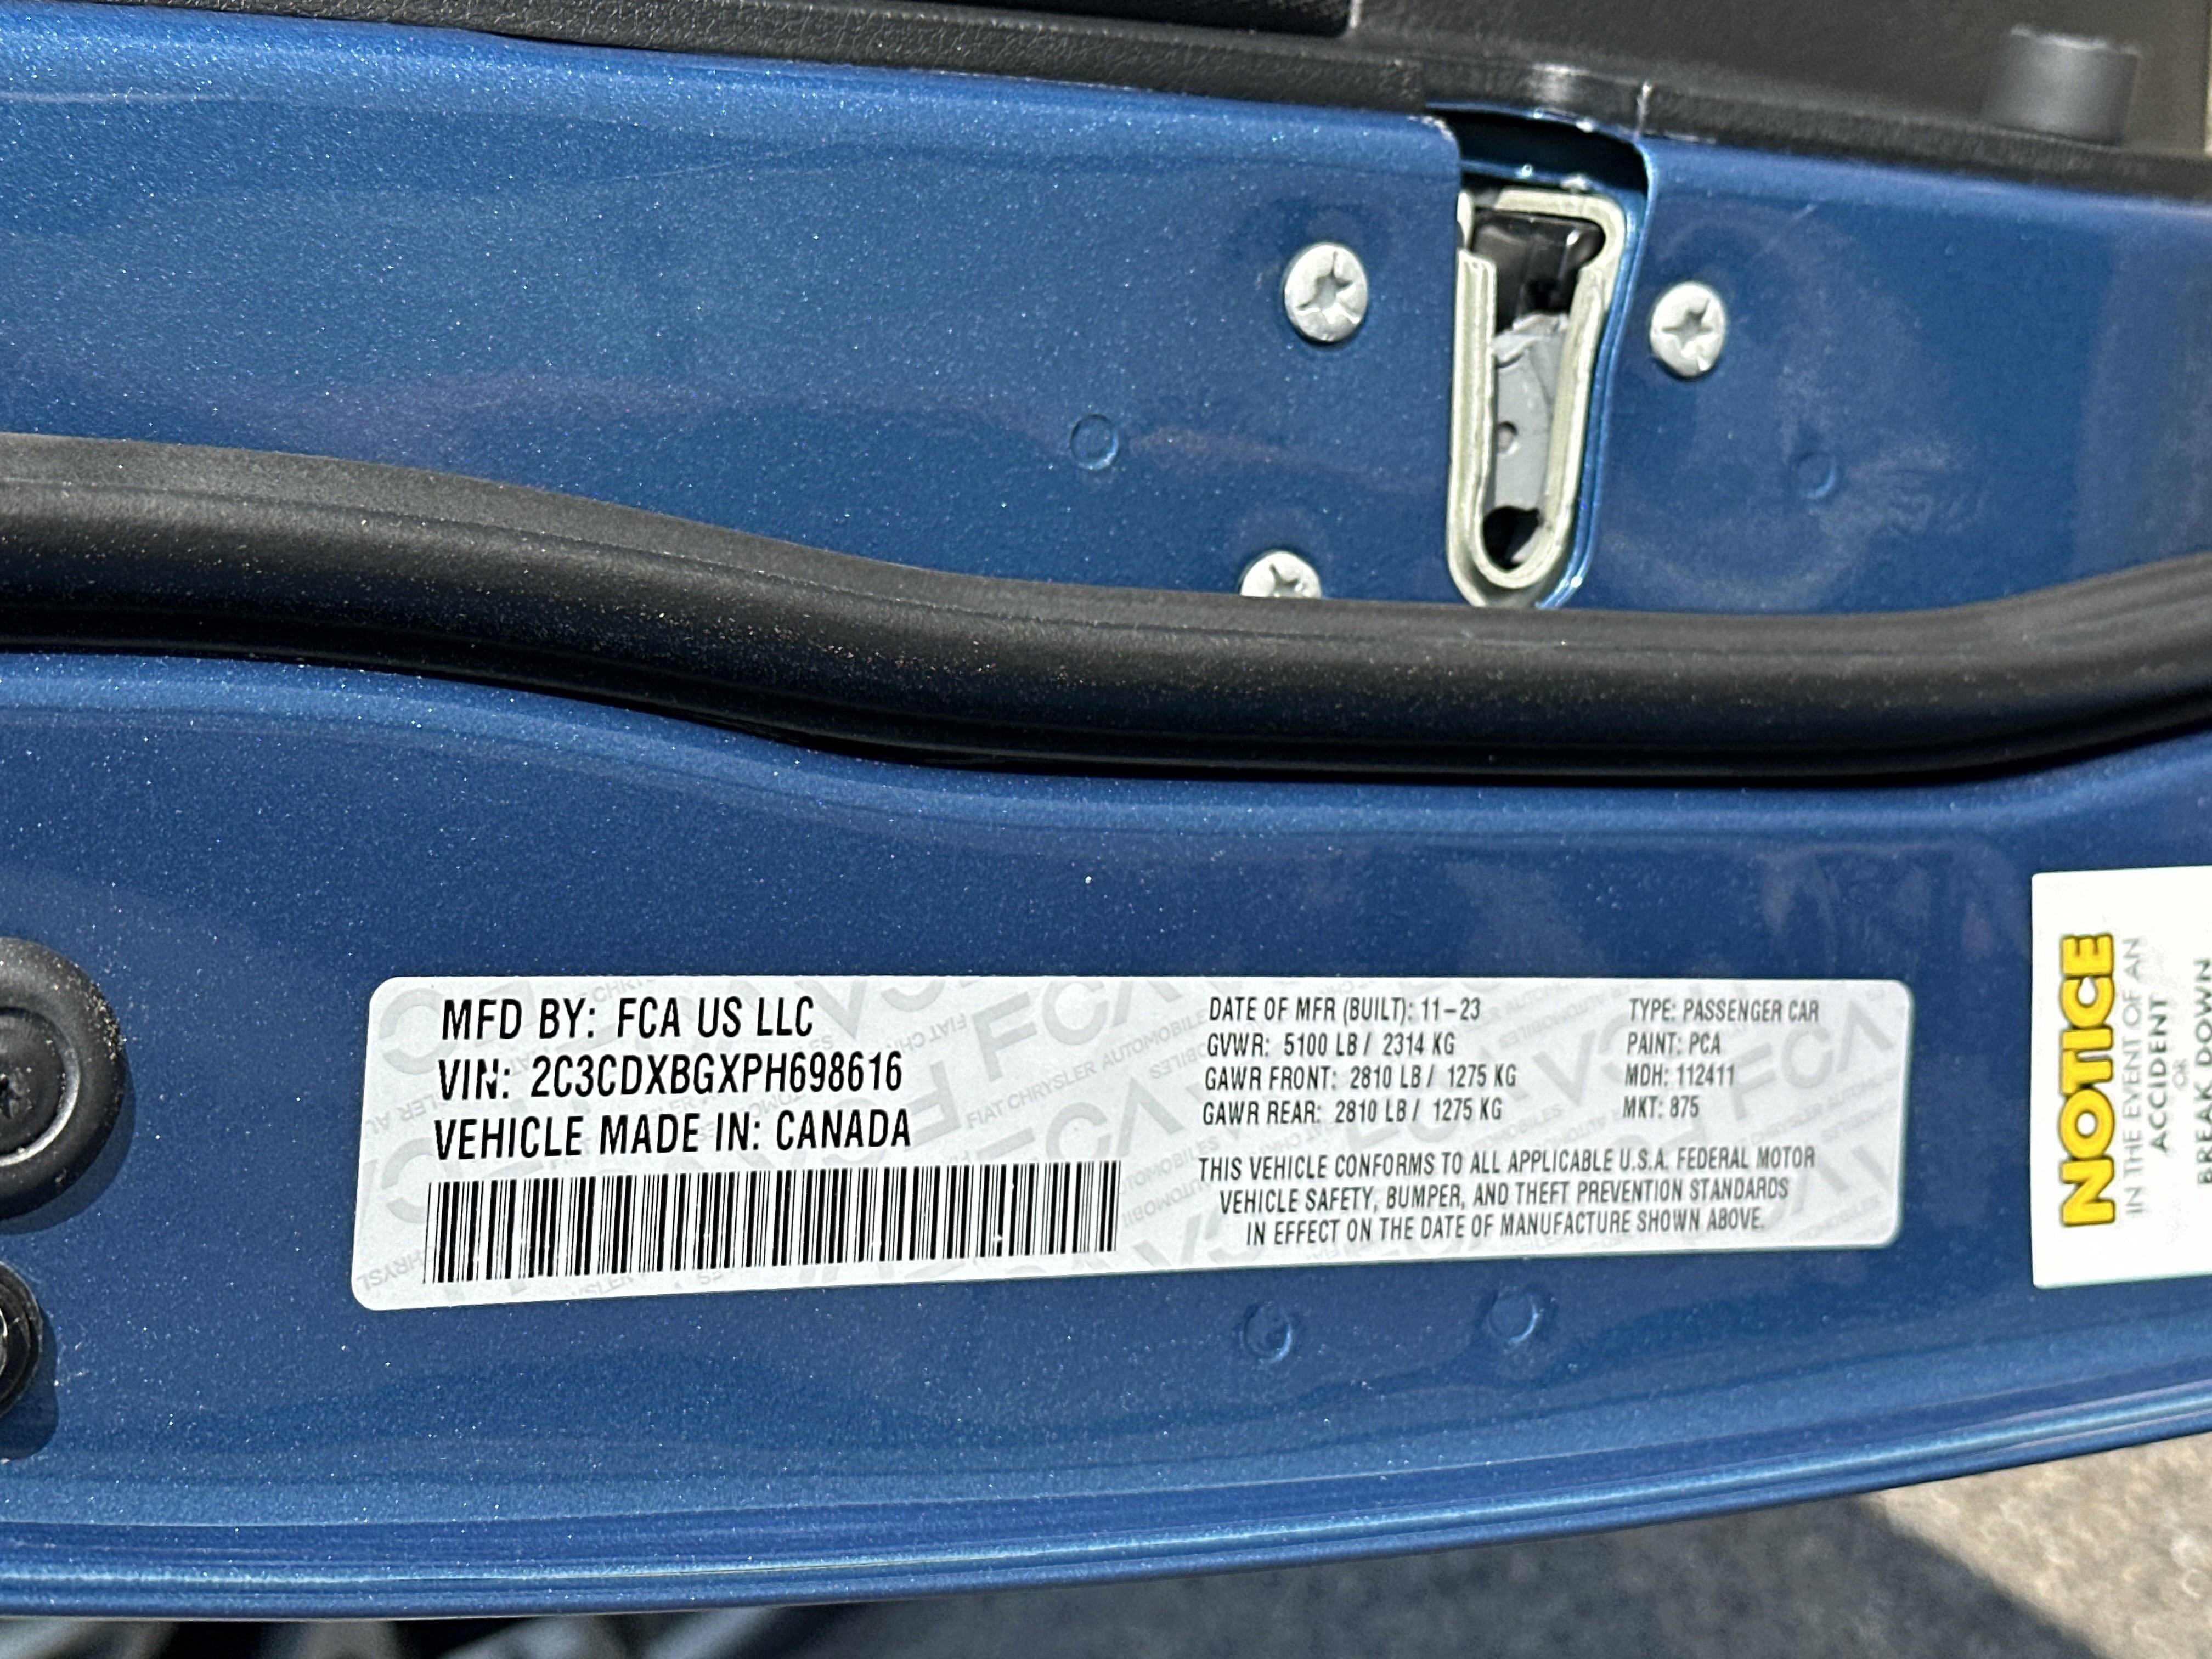 MFD BY: FCA US LLC
VIN: 2C3CDXBGXPH698616
VEHICLE MADE IN: CANADA
DATE OF MFR (BUILT): 11-23
GVWR: 5100 LB / 2314 KG
GAWR FRONT: 2810 LB / 1275 KG
GAWR REAR: 2810 LB / 1275 KG
TYPE: PASSENGER CAR
PAINT: PCA
MDH: 112411
MKT: 875
THIS VEHICLE CONFORMS TO ALL APPLICABLE U.S.A. FEDERAL MOTOR
VEHICLE SAFETY, BUMPER, AND THEFT PREVENTION STANDARDS
IN EFFECT ON THE DATE OF MANUFACTURE SHOWN ABOVE.
FCA
FIAT CHRYSLER AUTOMOBILES
NOTICE
IN THE EVENT OF AN
ACCIDENT
OR
BREAK DOWN